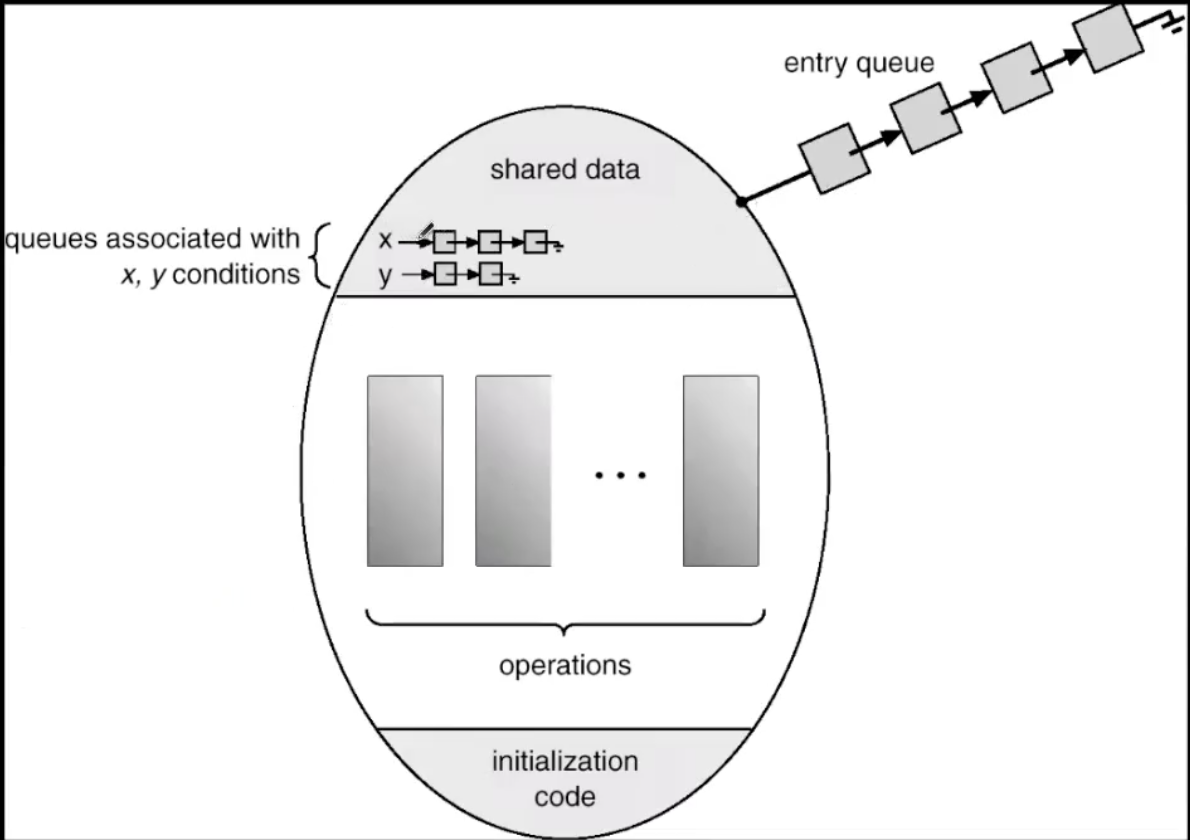 entry queue
shared data
queues associated with
x, y conditions
x
y
. . .
operations
initialization
code